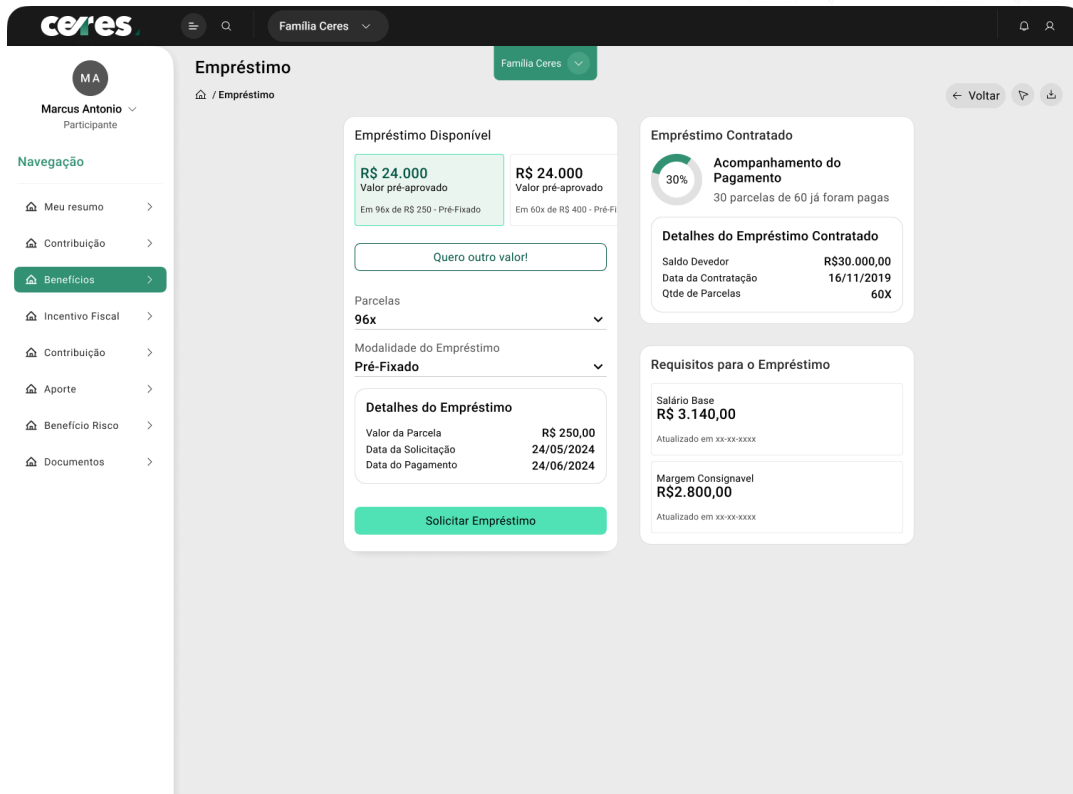 ceres
Família Ceres
Família Ceres
MA
Marcus Antonio
Participante
Navegação
Meu resumo
Contribuição
Benefícios
Incentivo Fiscal
Contribuição
Aporte
Benefício Risco
Documentos
Empréstimo
/ Empréstimo
← Voltar
Empréstimo Disponível
R$ 24.000
Valor pré-aprovado
Em 96x de R$ 250 - Pré-Fixado
R$ 24.000
Valor pré-aprovado
Em 60x de R$ 400 - Pré-Fi
Quero outro valor!
Parcelas
96x
Modalidade do Empréstimo
Pré-Fixado
Detalhes do Empréstimo
Valor da Parcela R$ 250,00
Data da Solicitação 24/05/2024
Data do Pagamento 24/06/2024
Solicitar Empréstimo
Empréstimo Contratado
30%
Acompanhamento do
Pagamento
30 parcelas de 60 já foram pagas
Detalhes do Empréstimo Contratado
Saldo Devedor R$30.000,00
Data da Contratação 16/11/2019
Qtde de Parcelas 60X
Requisitos para o Empréstimo
Salário Base
R$ 3.140,00
Atualizado em xx-xx-xxxx
Margem Consignavel
R$2.800,00
Atualizado em xx-xx-xxxx